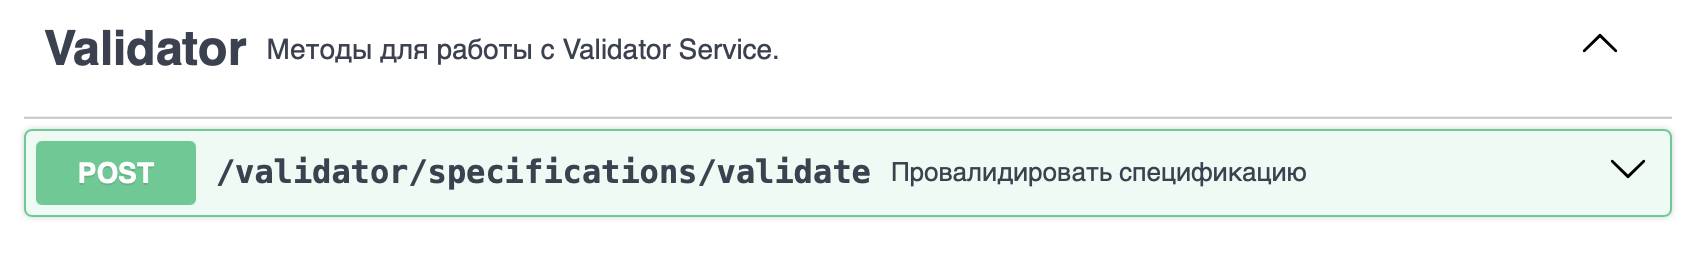 Validator Методы для работы с Validator Service.
POST /validator/specifications/validate Провалидировать спецификацию